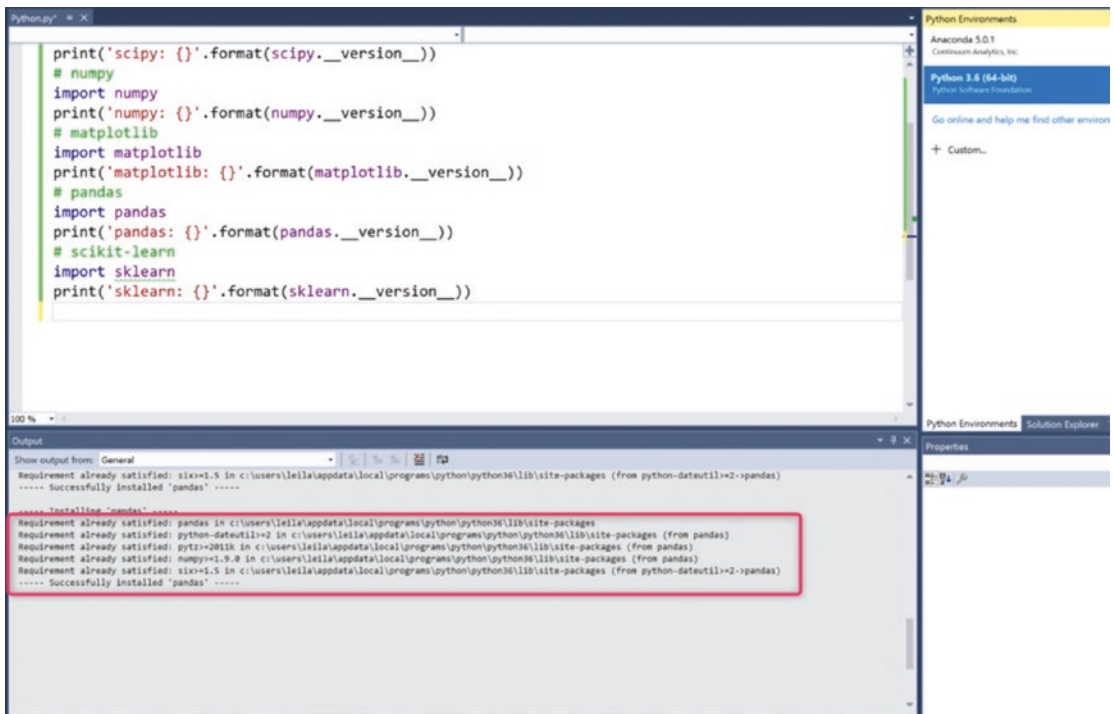 Python.py*
print('scipy: {}'.format(scipy.__version__))
# numpy
import numpy
print('numpy: {}'.format(numpy.__version__))
# matplotlib
import matplotlib
print('matplotlib: {}'.format(matplotlib.__version__))
# pandas
import pandas
print('pandas: {}'.format(pandas.__version__))
# scikit-learn
import sklearn
print('sklearn: {}'.format(sklearn.__version__))
100 %
Output
Show output from: General
Requirement already satisfied: six>=1.5 in c:\users\leila\appdata\local\programs\python\python36\lib\site-packages (from python-dateutil>=2->pandas)
----- Successfully installed 'pandas' -----
----- Installing 'pandas' -----
Requirement already satisfied: pandas in c:\users\leila\appdata\local\programs\python\python36\lib\site-packages
Requirement already satisfied: python-dateutil>=2 in c:\users\leila\appdata\local\programs\python\python36\lib\site-packages (from pandas)
Requirement already satisfied: pytz>=2011k in c:\users\leila\appdata\local\programs\python\python36\lib\site-packages (from pandas)
Requirement already satisfied: numpy>=1.9.0 in c:\users\leila\appdata\local\programs\python\python36\lib\site-packages (from pandas)
Requirement already satisfied: six>=1.5 in c:\users\leila\appdata\local\programs\python\python36\lib\site-packages (from python-dateutil>=2->pandas)
----- Successfully installed 'pandas' -----
Python Environments
Anaconda 5.0.1
Continuum Analytics, Inc.
Python 3.6 (64-bit)
Python Software Foundation
Go online and help me find other environ
+ Custom...
Python Environments Solution Explorer
Properties